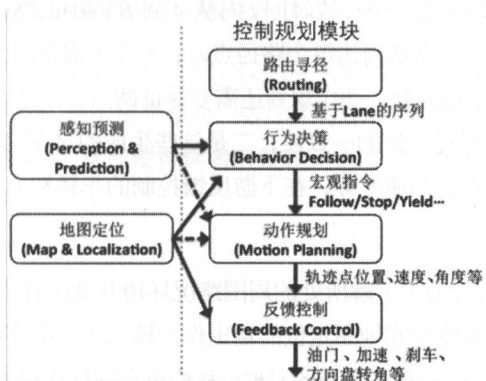 控制规划模块
路由寻径
(Routing)
基于Lane的序列
感知预测
(Perception &
Prediction)
行为决策
(Behavior Decision)
宏观指令
Follow/Stop/Yield…
地图定位
(Map & Localization)
动作规划
(Motion Planning)
轨迹点位置、速度、角度等
反馈控制
(Feedback Control)
油门、加速、刹车、
方向盘转角等